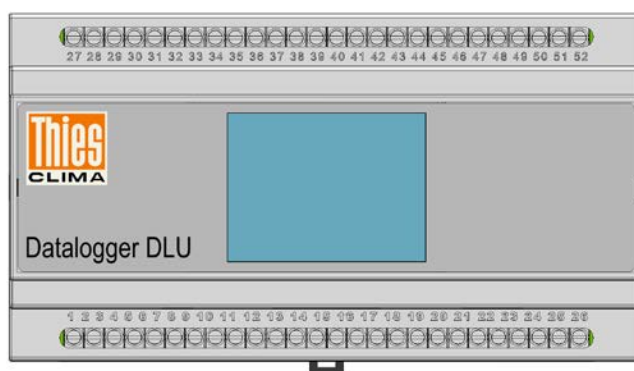 27 28 29 30 31 32 33 34 35 36 37 38 39 40 41 42 43 44 45 46 47 48 49 50 51 52
Thies
CLIMA
Datalogger DLU
1 2 3 4 5 6 7 8 9 10 11 12 13 14 15 16 17 18 19 20 21 22 23 24 25 26